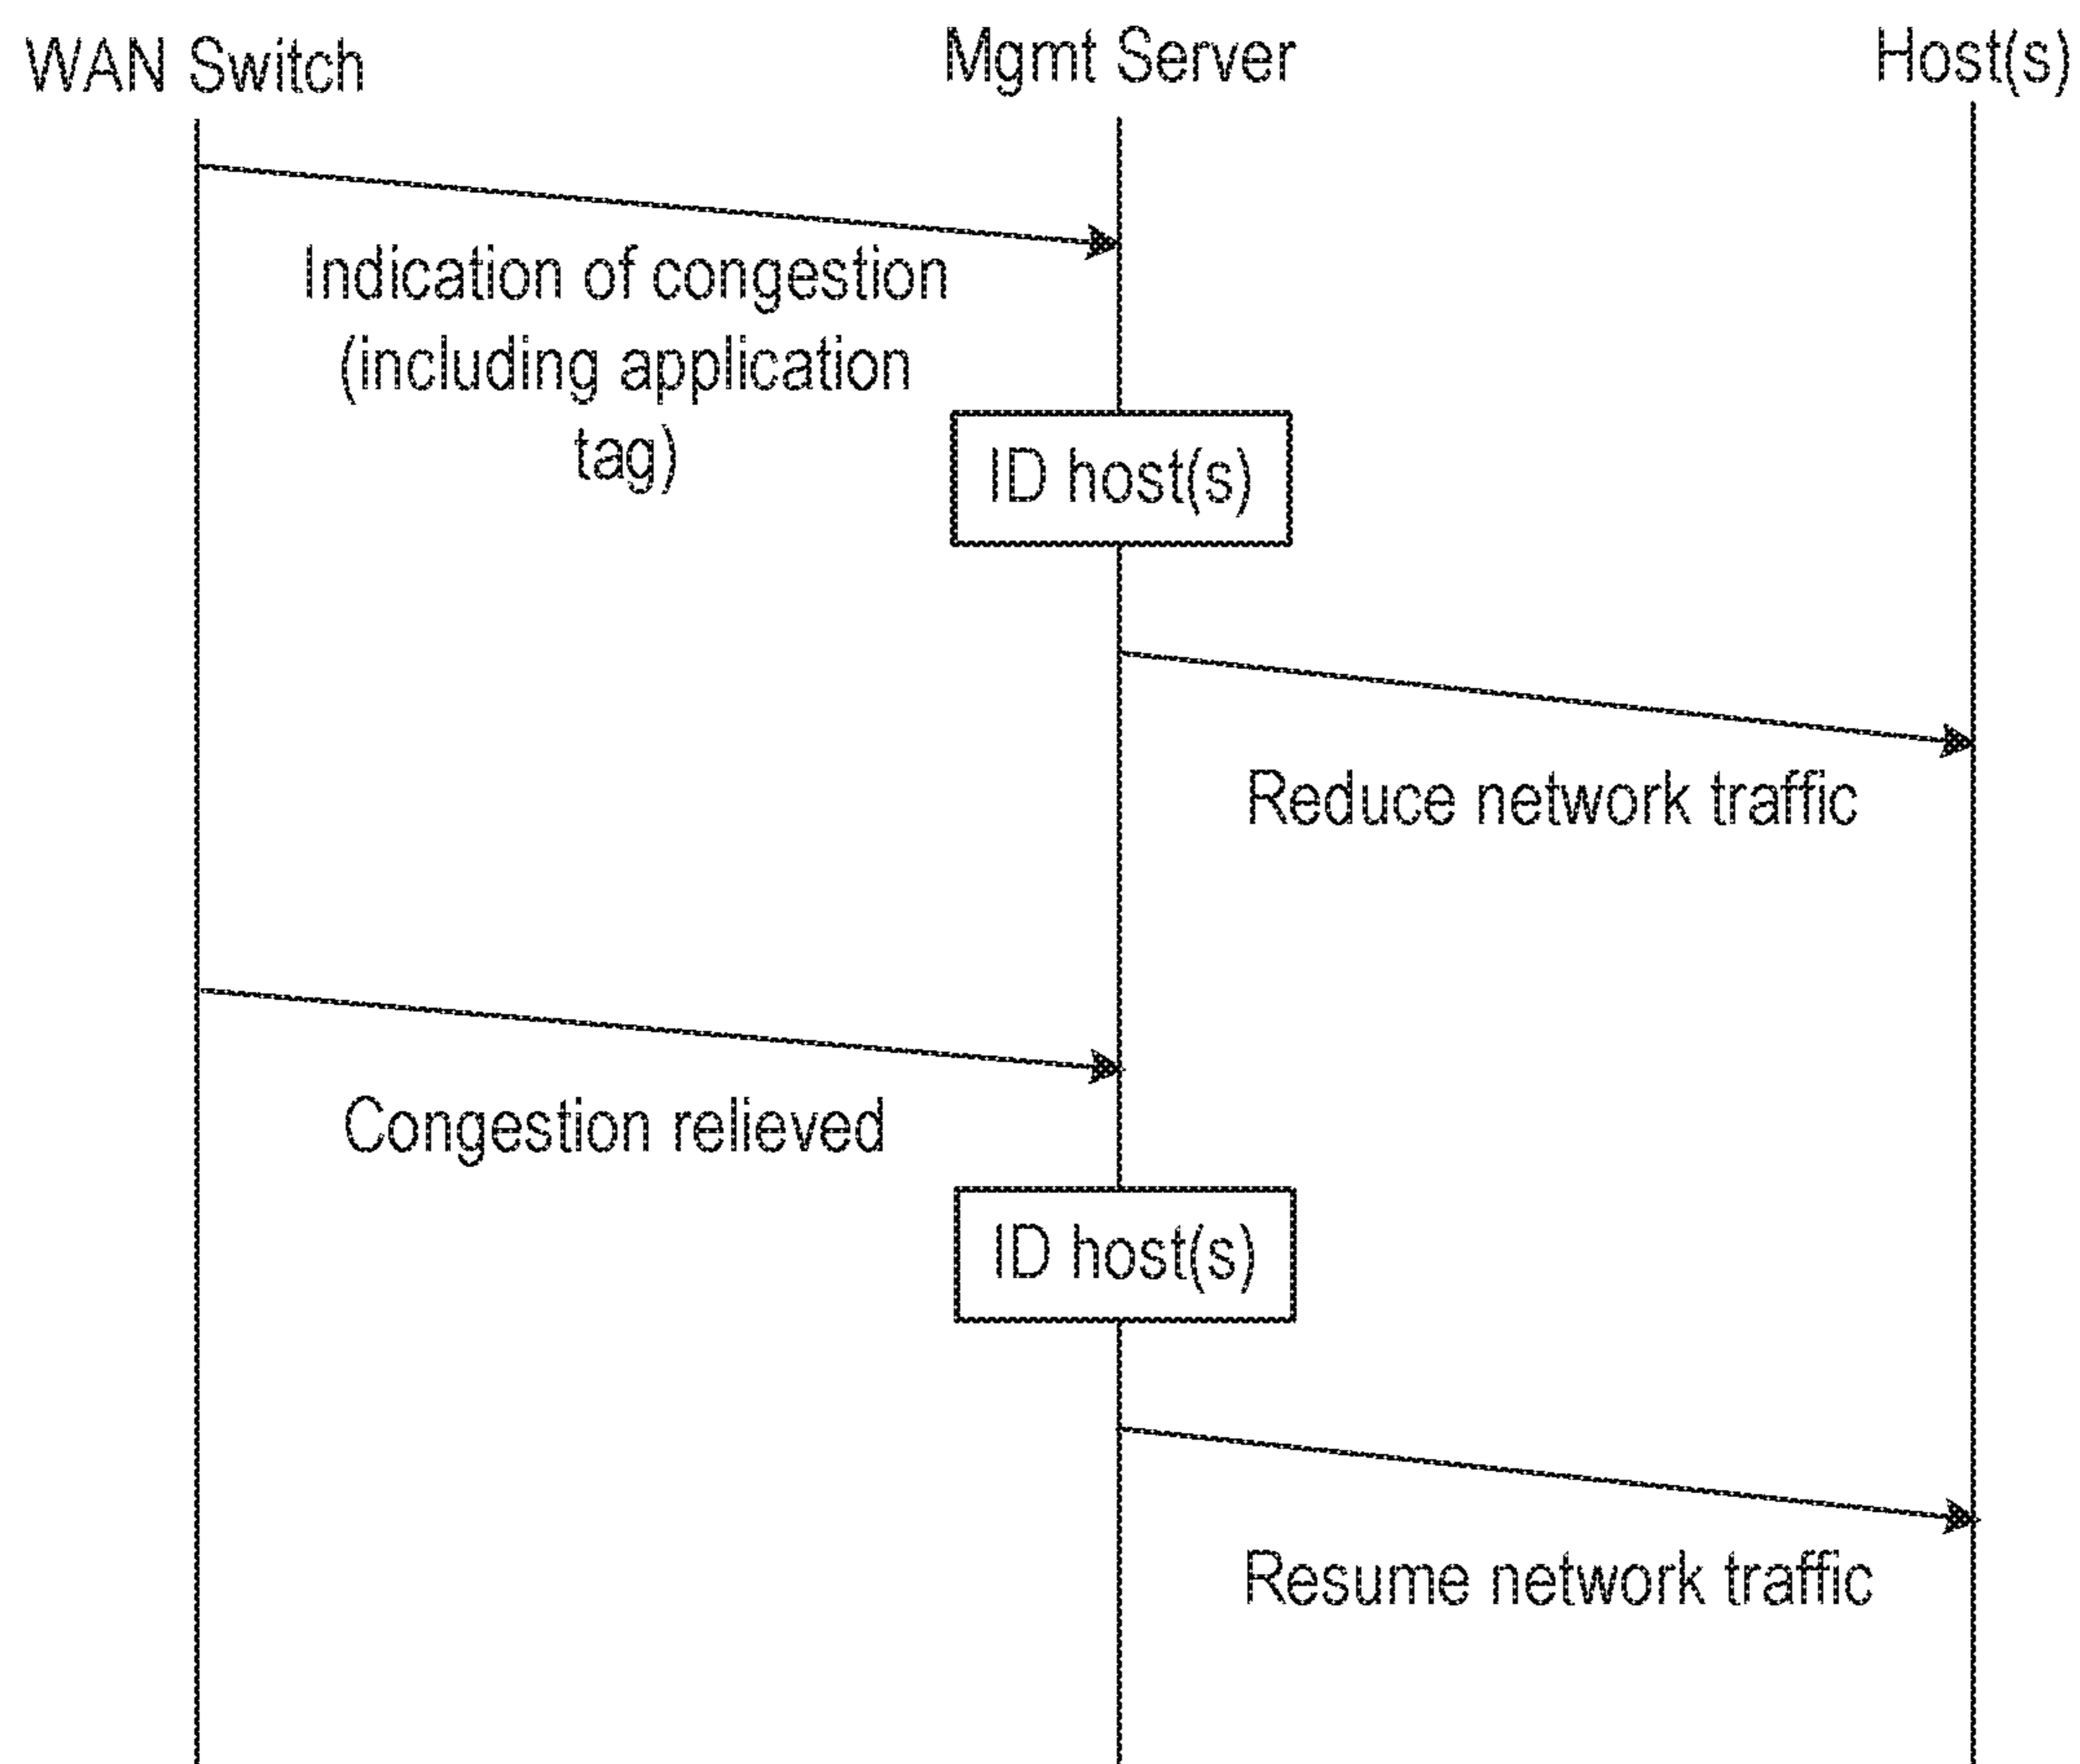 WAN Switch
Mgmt Server
Host(s)
Indication of congestion
(including application
tag)
ID host(s)
Reduce network traffic
Congestion relieved
ID host(s)
Resume network traffic